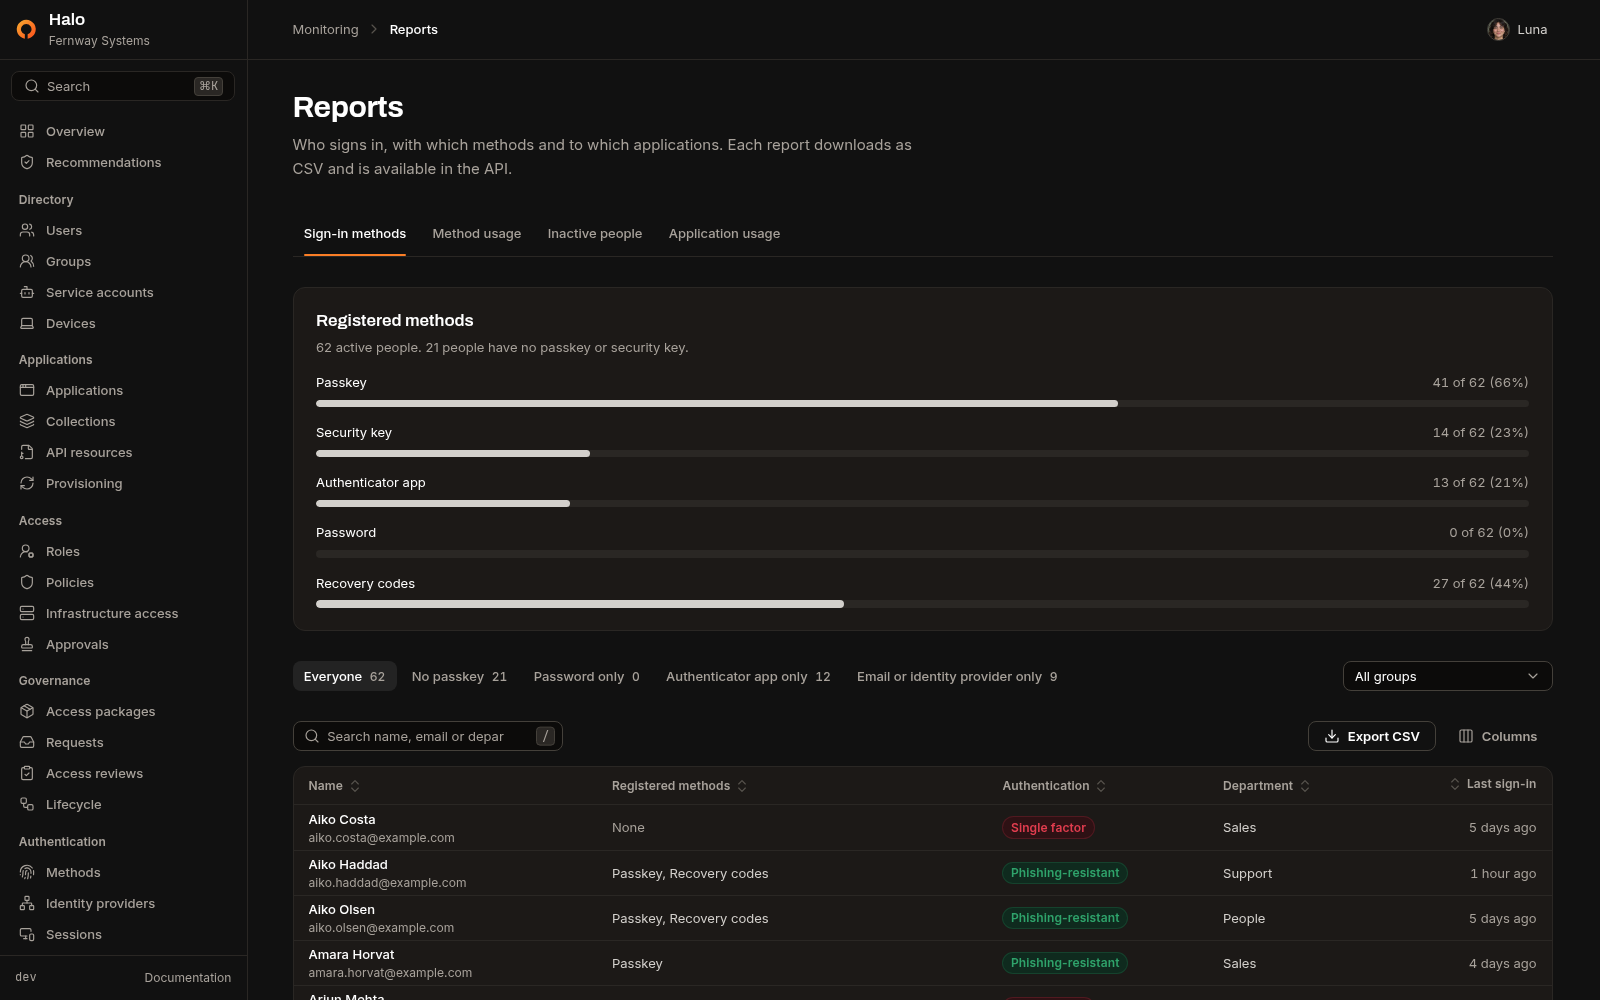 Halo
Fernway Systems
Search
⌘K
Overview
Recommendations
Directory
Users
Groups
Service accounts
Devices
Applications
Applications
Collections
API resources
Provisioning
Access
Roles
Policies
Infrastructure access
Approvals
Governance
Access packages
Requests
Access reviews
Lifecycle
Authentication
Methods
Identity providers
Sessions
dev
Documentation
Monitoring
Reports
Luna
Reports
Who signs in, with which methods and to which applications. Each report downloads as
CSV and is available in the API.
Sign-in methods
Method usage
Inactive people
Application usage
Registered methods
62 active people. 21 people have no passkey or security key.
Passkey
41 of 62 (66%)
Security key
14 of 62 (23%)
Authenticator app
13 of 62 (21%)
Password
0 of 62 (0%)
Recovery codes
27 of 62 (44%)
Everyone 62
No passkey 21
Password only 0
Authenticator app only 12
Email or identity provider only 9
All groups
Search name, email or depar
/
Export CSV
Columns
Name
Registered methods
Authentication
Department
Last sign-in
Aiko Costa
aiko.costa@example.com
None
Single factor
Sales
5 days ago
Aiko Haddad
aiko.haddad@example.com
Passkey, Recovery codes
Phishing-resistant
Support
1 hour ago
Aiko Olsen
aiko.olsen@example.com
Passkey, Recovery codes
Phishing-resistant
People
5 days ago
Amara Horvat
amara.horvat@example.com
Passkey
Phishing-resistant
Sales
4 days ago
Arjun Mehta